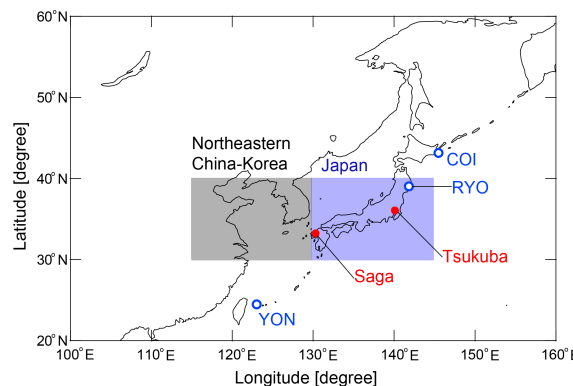 60°N
50°N
40°N
30°N
20°N
Latitude [degree]
Northeastern
China-Korea
Japan
COI
RYO
Tsukuba
Saga
YON
100°E
110°E
120°E
130°E
140°E
150°E
160°E
Longitude [degree]